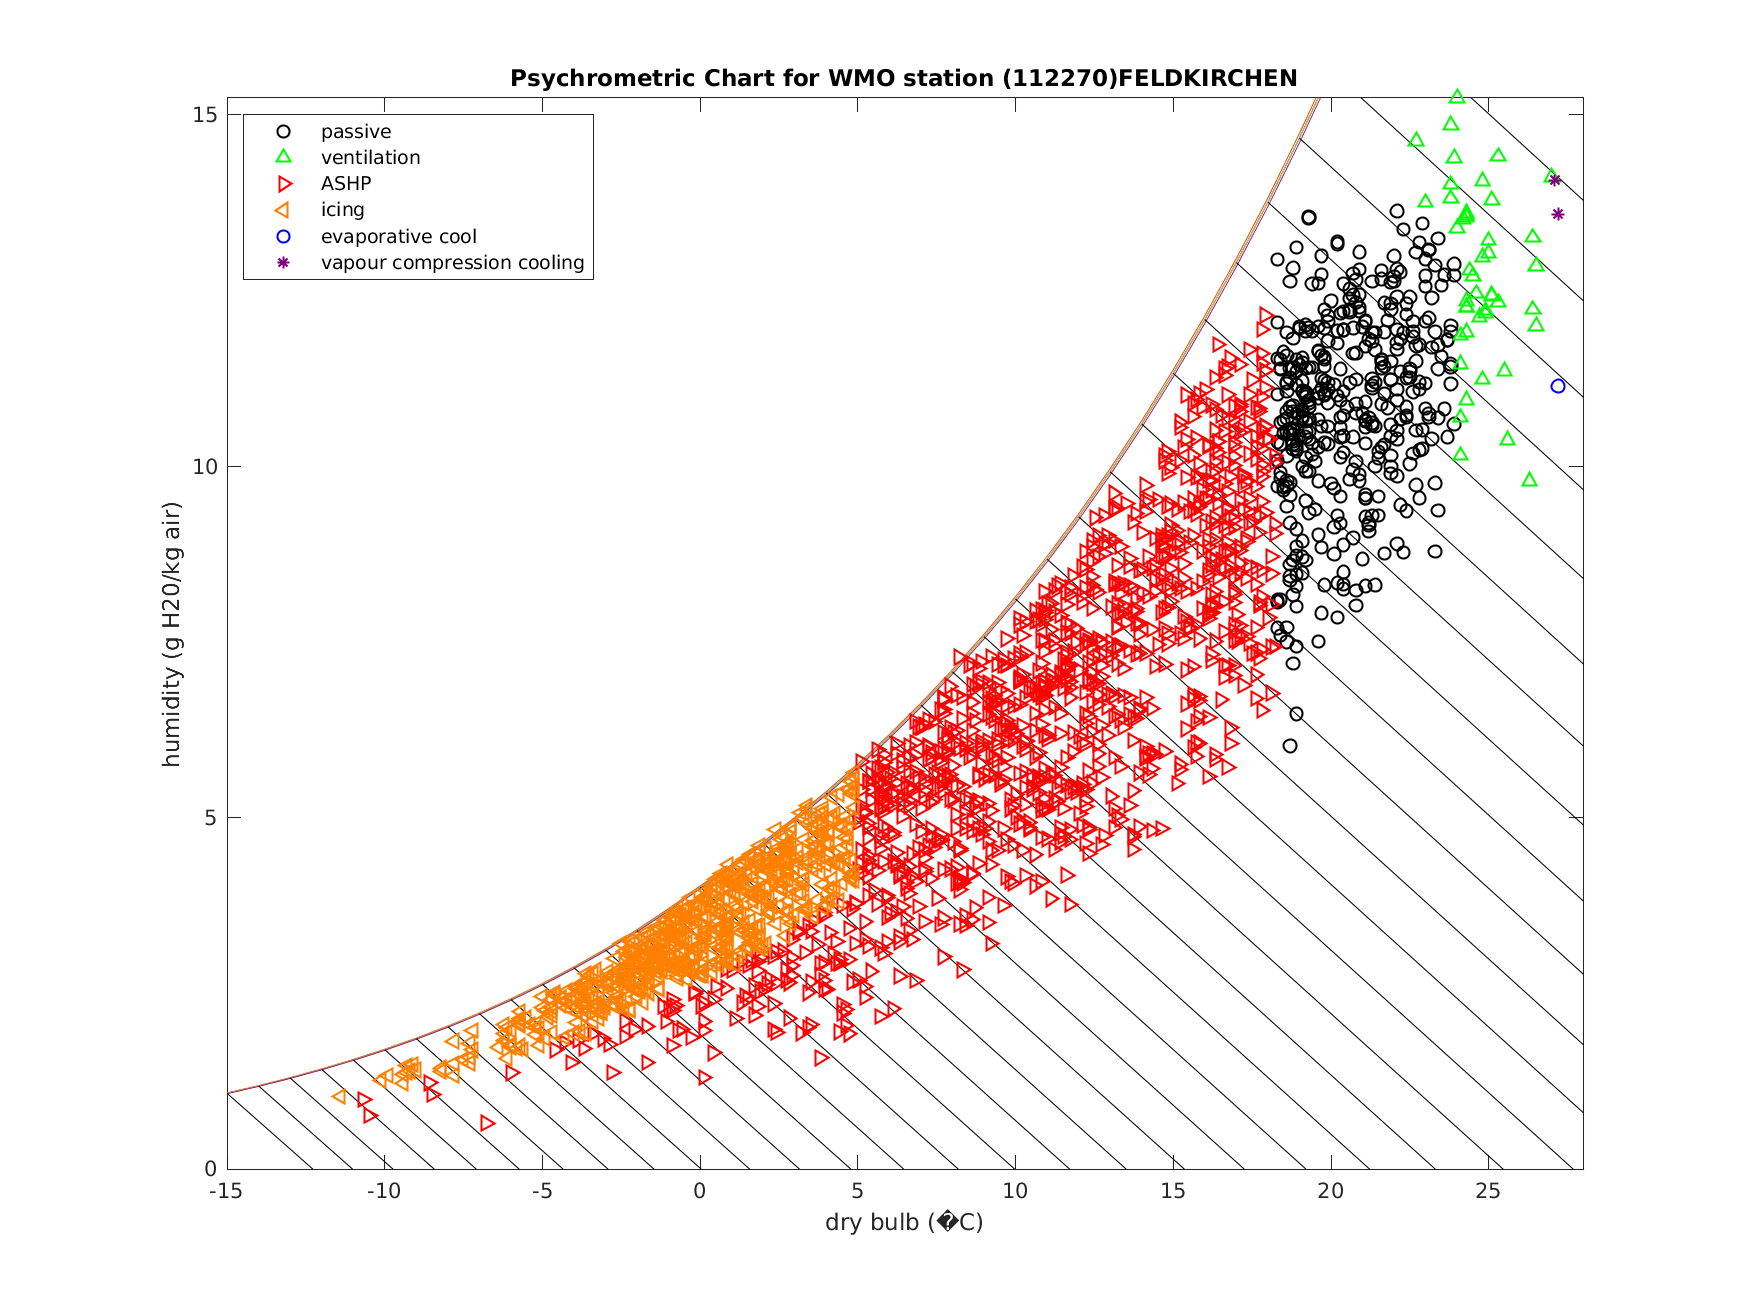 Psychrometric Chart for WMO station (112270)FELDKIRCHEN
passive
ventilation
ASHP
icing
evaporative cool
vapour compression cooling
humidity (g H20/kg air)
15
10
5
0
-15 -10 -5 0 5 10 15 20 25
dry bulb (�C)